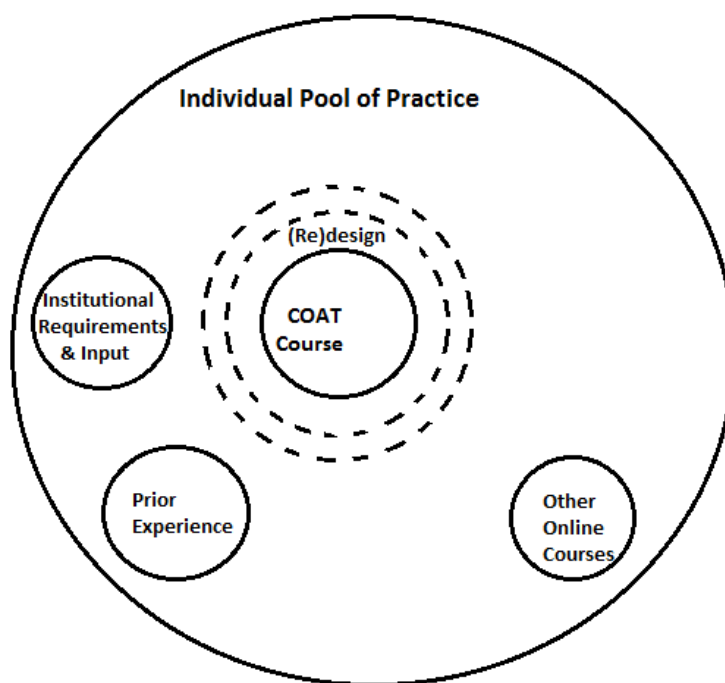 Individual Pool of Practice
(Re)design
COAT
Course
Institutional
Requirements
& Input
Prior
Experience
Other
Online
Courses